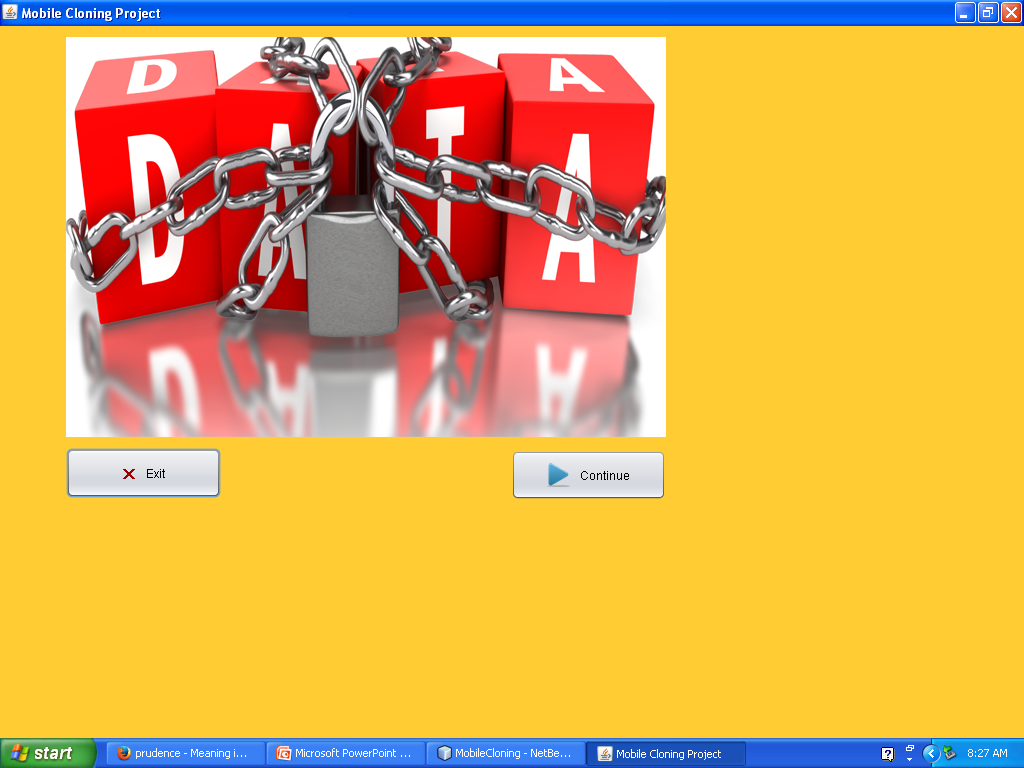 Mobile Cloning Project
D A T A
D A T A
Exit
Continue
start
prudence - Meaning i...
Microsoft PowerPoint ...
MobileCloning - NetBe...
Mobile Cloning Project
8:27 AM